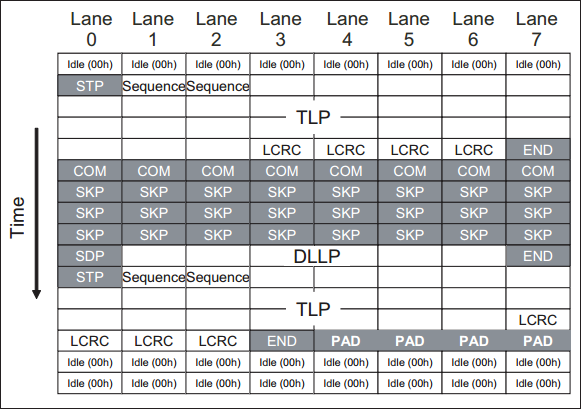 Lane Lane Lane Lane Lane Lane Lane Lane
0 1 2 3 4 5 6 7
Idle (00h) Idle (00h) Idle (00h) Idle (00h) Idle (00h) Idle (00h) Idle (00h) Idle (00h)
STP Sequence Sequence
TLP
LCRC LCRC LCRC LCRC END
COM COM COM COM COM COM COM COM
SKP SKP SKP SKP SKP SKP SKP SKP
SKP SKP SKP SKP SKP SKP SKP SKP
SKP SKP SKP SKP SKP SKP SKP SKP
SDP DLLP END
STP Sequence Sequence
TLP
LCRC
LCRC LCRC LCRC END PAD PAD PAD PAD
Idle (00h) Idle (00h) Idle (00h) Idle (00h) Idle (00h) Idle (00h) Idle (00h) Idle (00h)
Idle (00h) Idle (00h) Idle (00h) Idle (00h) Idle (00h) Idle (00h) Idle (00h) Idle (00h)
Time